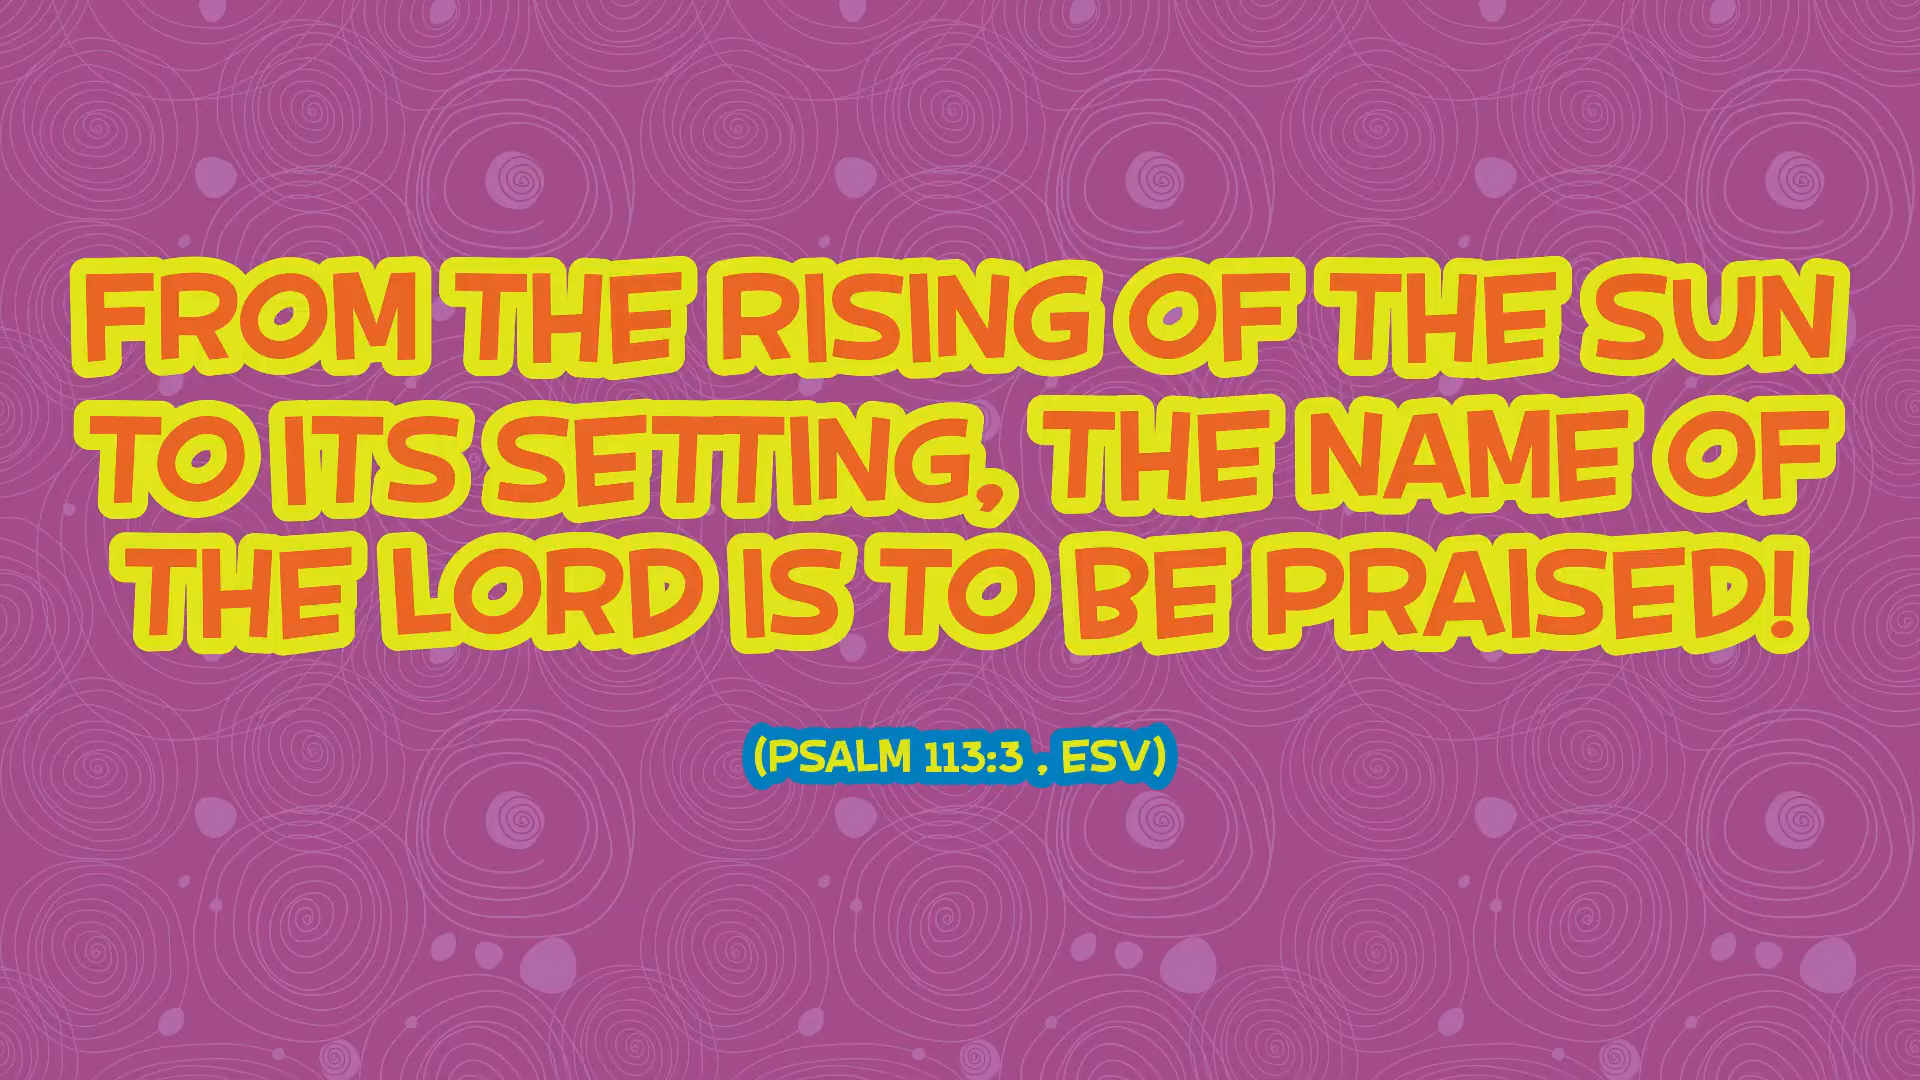 FROM THE RISING OF THE SUN
TO ITS SETTING, THE NAME OF
THE LORD IS TO BE PRAISED!
(PSALM 113:3 , ESV)